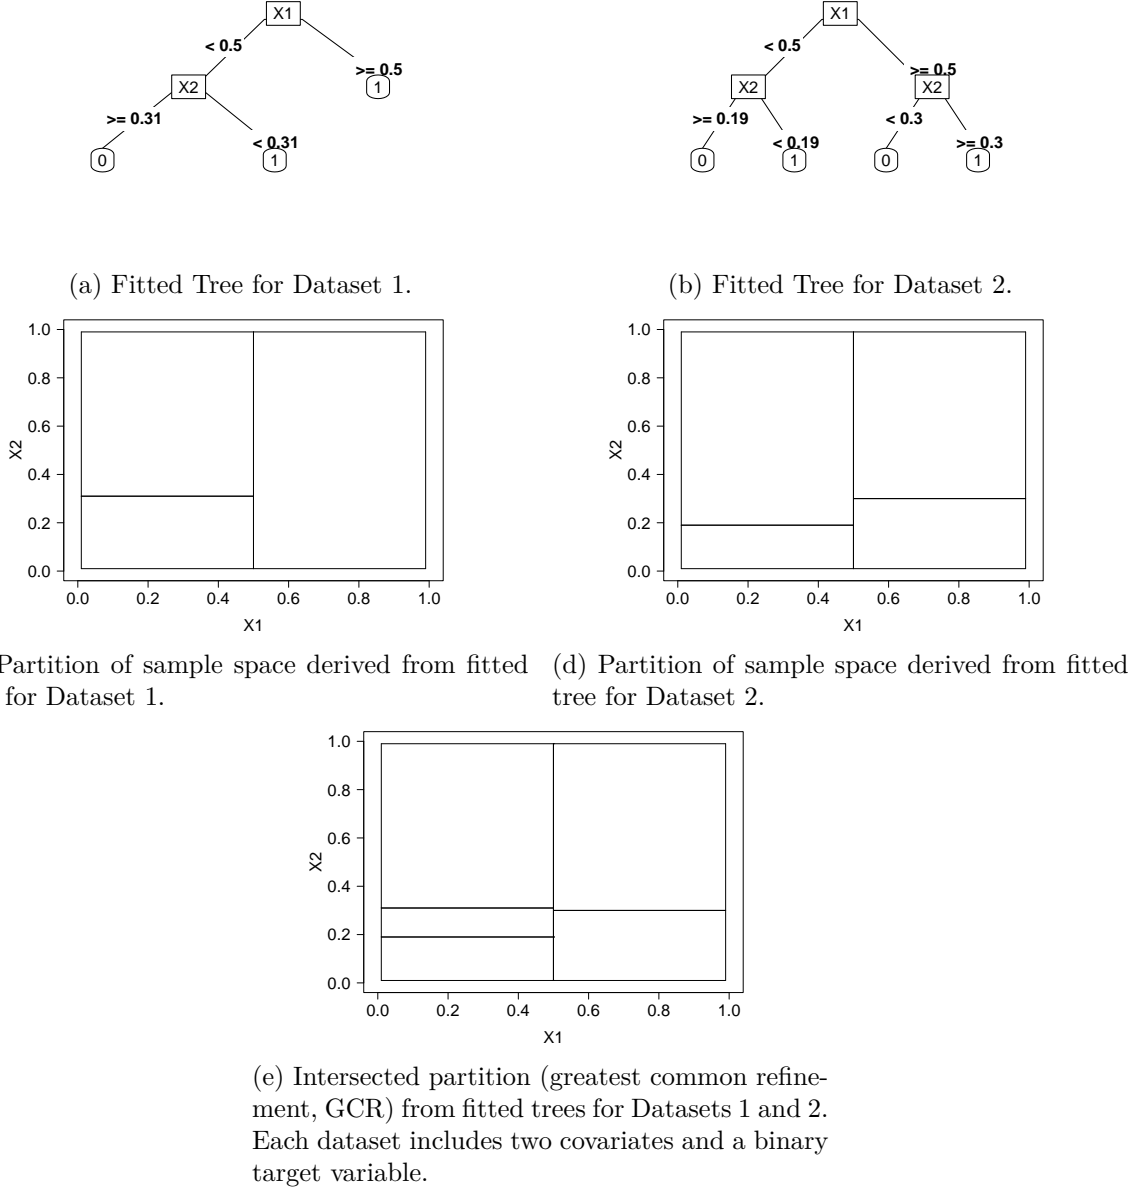 X1
< 0.5
>= 0.5
X2
1
>= 0.31
< 0.31
0
1
X1
< 0.5
>= 0.5
X2
X2
>= 0.19
< 0.19
< 0.3
>= 0.3
0
1
0
1
(a) Fitted Tree for Dataset 1.
(b) Fitted Tree for Dataset 2.
1.0
0.8
0.6
0.4
0.2
0.0
X2
0.0 0.2 0.4 0.6 0.8 1.0
X1
1.0
0.8
0.6
0.4
0.2
0.0
X2
0.0 0.2 0.4 0.6 0.8 1.0
X1
Partition of sample space derived from fitted
for Dataset 1.
(d) Partition of sample space derived from fitted
tree for Dataset 2.
1.0
0.8
0.6
0.4
0.2
0.0
X2
0.0 0.2 0.4 0.6 0.8 1.0
X1
(e) Intersected partition (greatest common refine-
ment, GCR) from fitted trees for Datasets 1 and 2.
Each dataset includes two covariates and a binary
target variable.